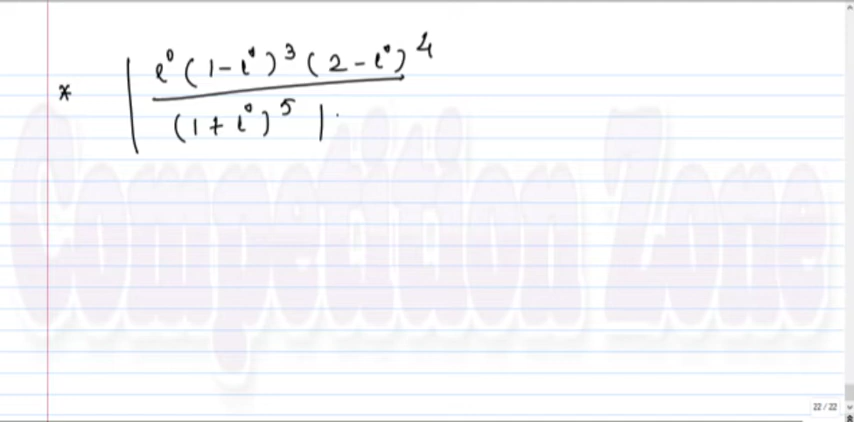 * | i(1-i)³(2-i)⁴
(1+i)⁵ |
Competition Zone
22/22